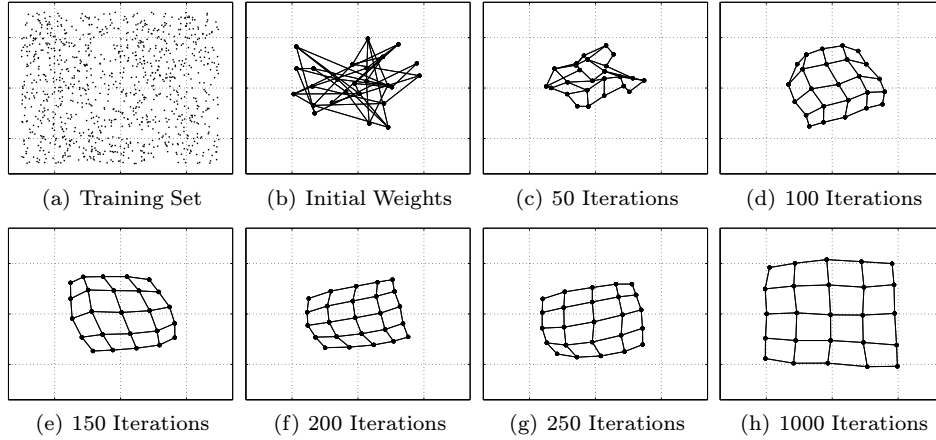 (a) Training Set
(b) Initial Weights
(c) 50 Iterations
(d) 100 Iterations
(e) 150 Iterations
(f) 200 Iterations
(g) 250 Iterations
(h) 1000 Iterations